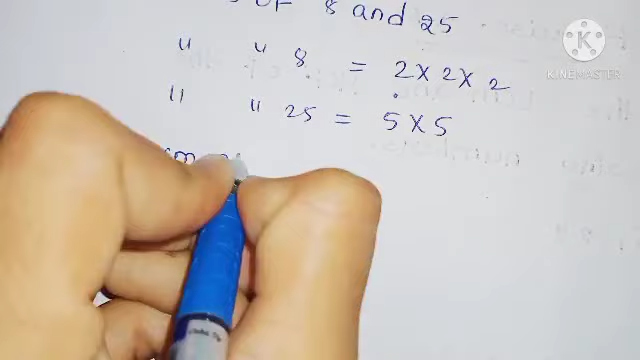 OF 8 and 25
" " 8 = 2 × 2 × 2
" " 25 = 5 × 5
KINEMASTER